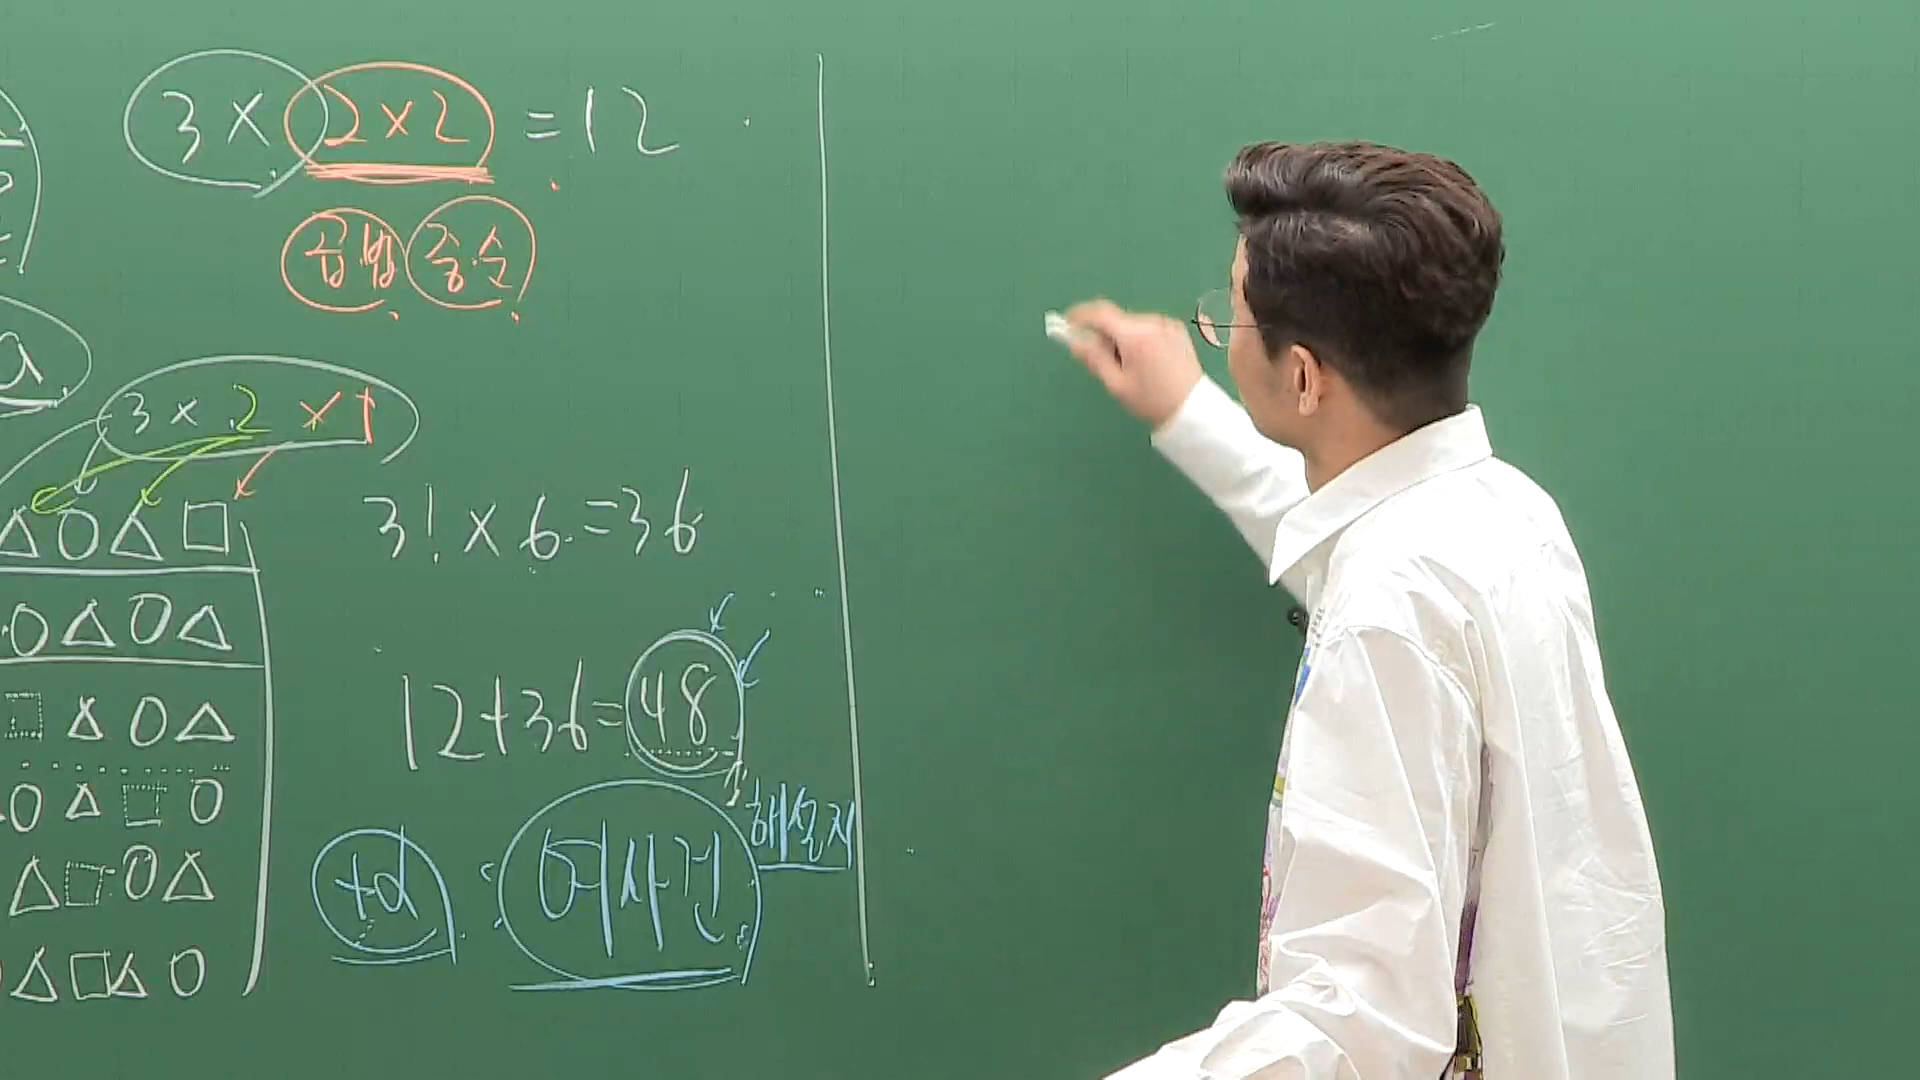 3 × 2 × 2 = 12
곱법 중수
a
3 × 2 × 1
3! × 6 = 36
12 + 36 = 48
해설지
+α : 여사건